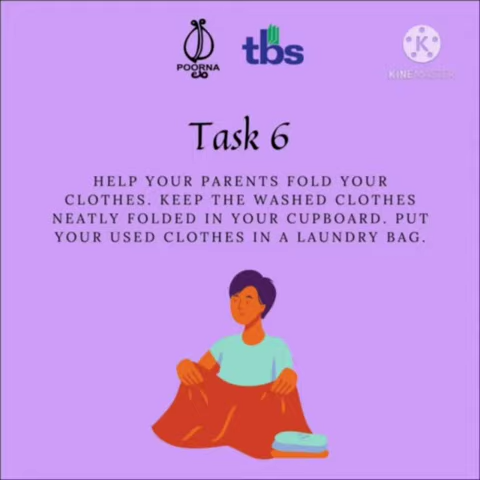 POORNA
tbs
KINEMASTER
Task 6
HELP YOUR PARENTS FOLD YOUR
CLOTHES. KEEP THE WASHED CLOTHES
NEATLY FOLDED IN YOUR CUPBOARD. PUT
YOUR USED CLOTHES IN A LAUNDRY BAG.